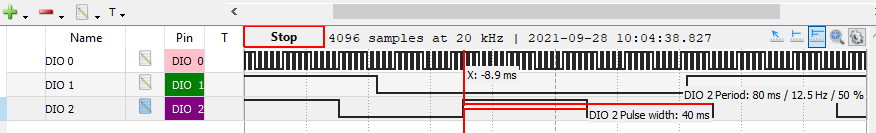 T
Name Pin T Stop 4096 samples at 20 kHz | 2021-09-28 10:04:38.827
DIO 0 DIO 0
X: -8.9 ms
DIO 1 DIO 1
DIO 2 Period: 80 ms / 12.5 Hz / 50 %
DIO 2 DIO 2
DIO 2 Pulse width: 40 ms